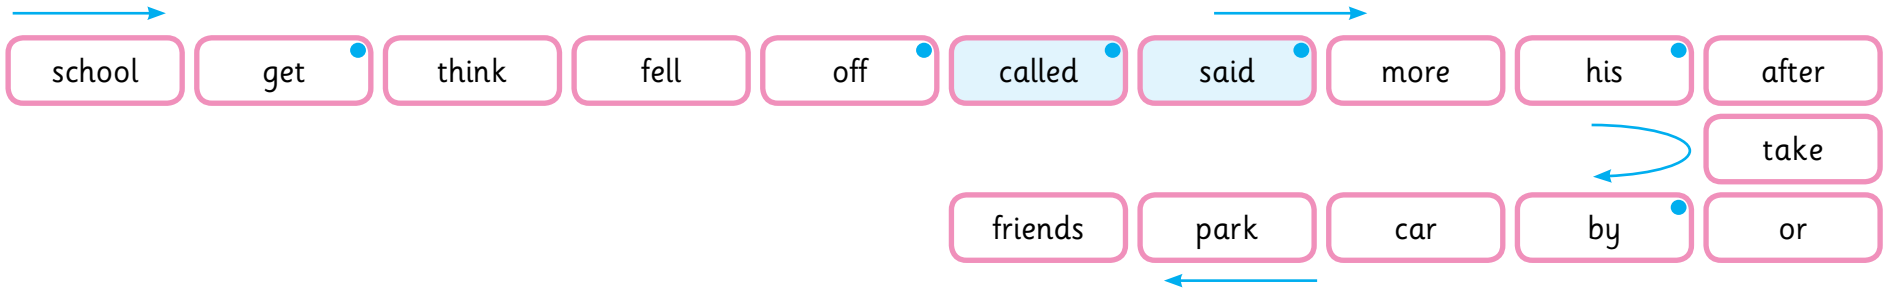 school get think fell off called said more his after
take
friends park car by or